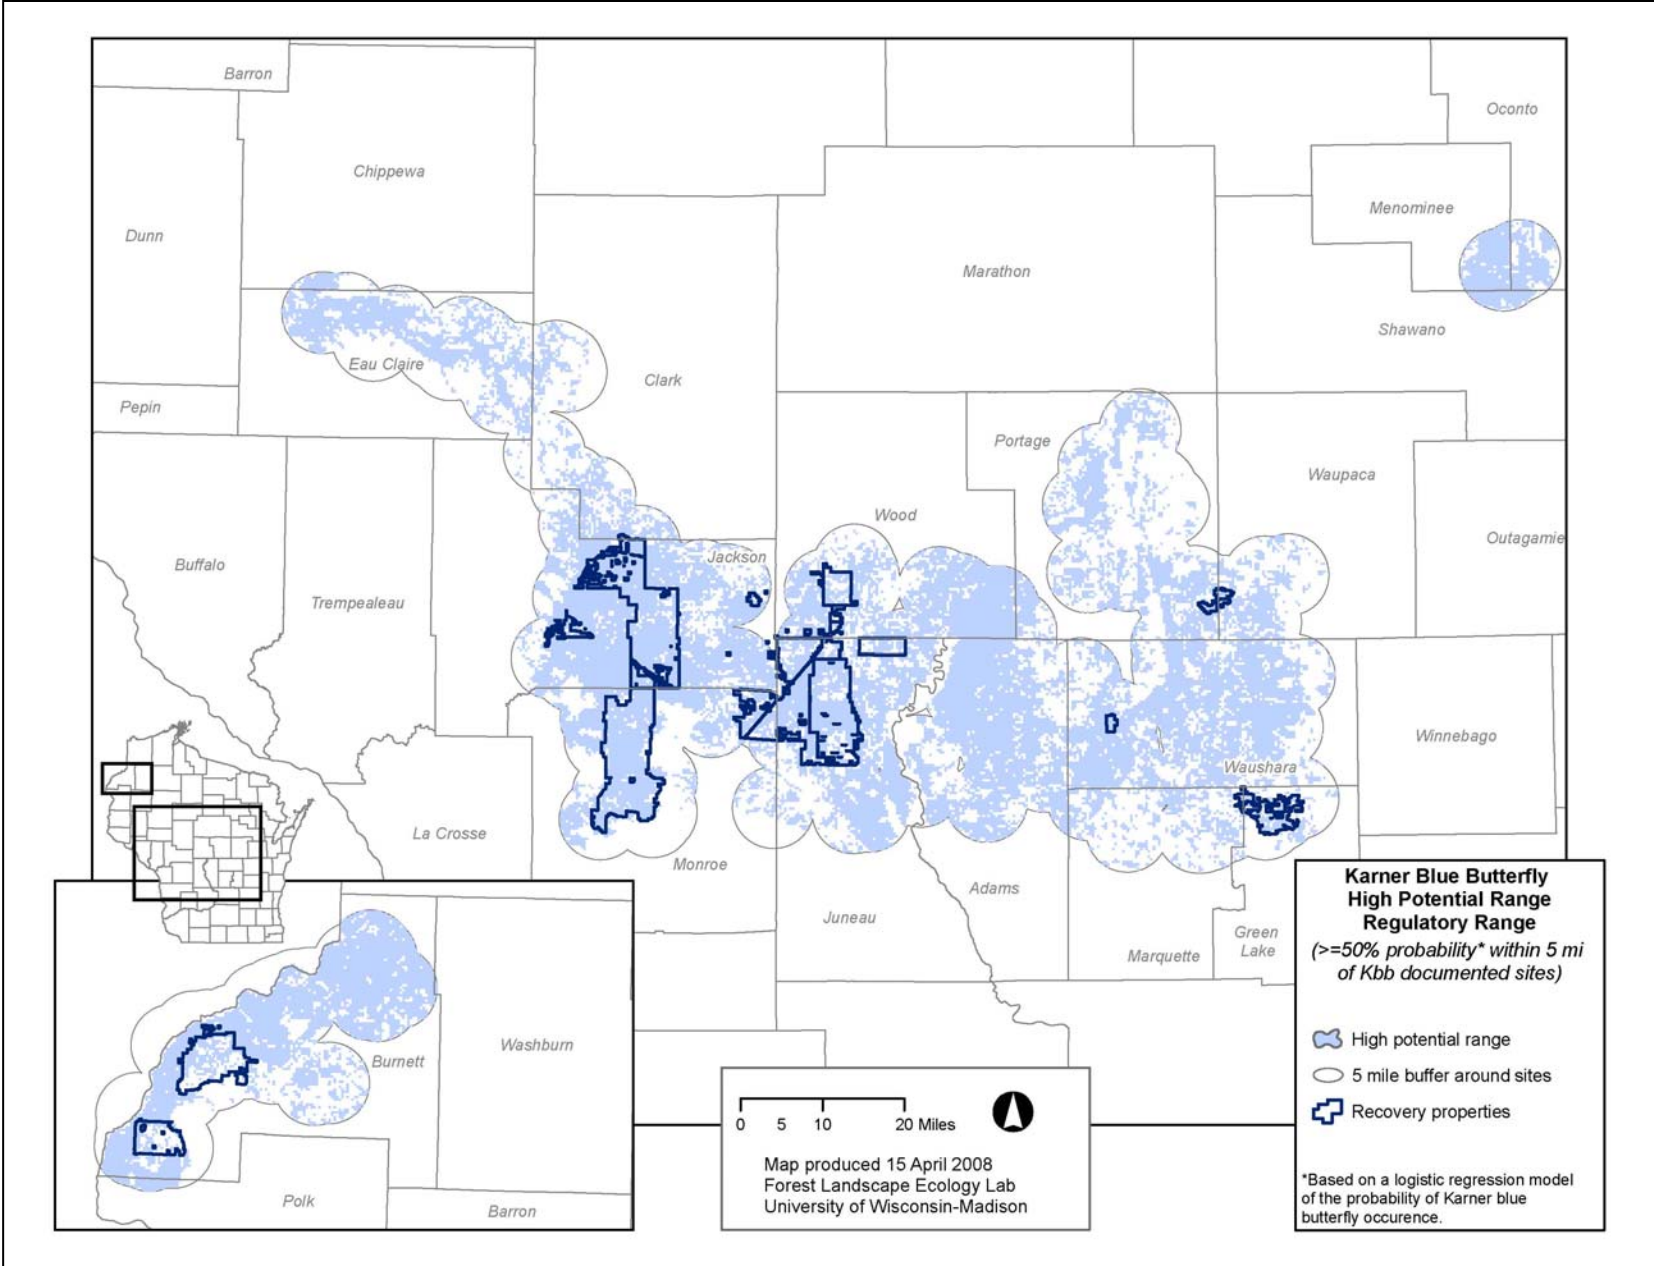 Barron
Oconto
Chippewa
Menominee
Dunn
Marathon
Shawano
Eau Claire
Clark
Pepin
Portage
Waupaca
Wood
Outagamie
Jackson
Buffalo
Trempealeau
Winnebago
Waushara
La Crosse
Monroe
Adams
Juneau
Green
Lake
Marquette
Karner Blue Butterfly
High Potential Range
Regulatory Range
(>=50% probability* within 5 mi
of Kbb documented sites)
High potential range
5 mile buffer around sites
Recovery properties
*Based on a logistic regression model
of the probability of Karner blue
butterfly occurence.
Washburn
Burnett
Polk
Barron
0 5 10 20 Miles
Map produced 15 April 2008
Forest Landscape Ecology Lab
University of Wisconsin-Madison